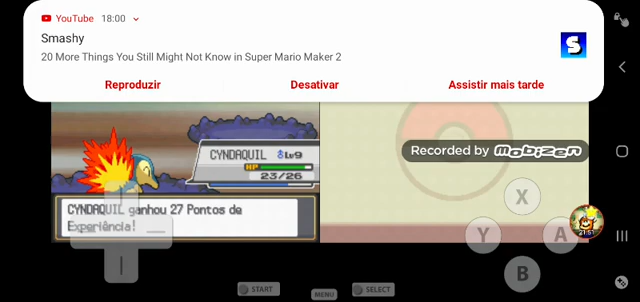 YouTube 18:00
Smashy
20 More Things You Still Might Not Know in Super Mario Maker 2
Reproduzir Desativar Assistir mais tarde
S
CYNDAQUIL ♂Lv9
HP
23/26
Recorded by mobizen
CYNDAQUIL ganhou 27 Pontos de
Experiência!
X
Y
A
B
21:57
START MENU SELECT